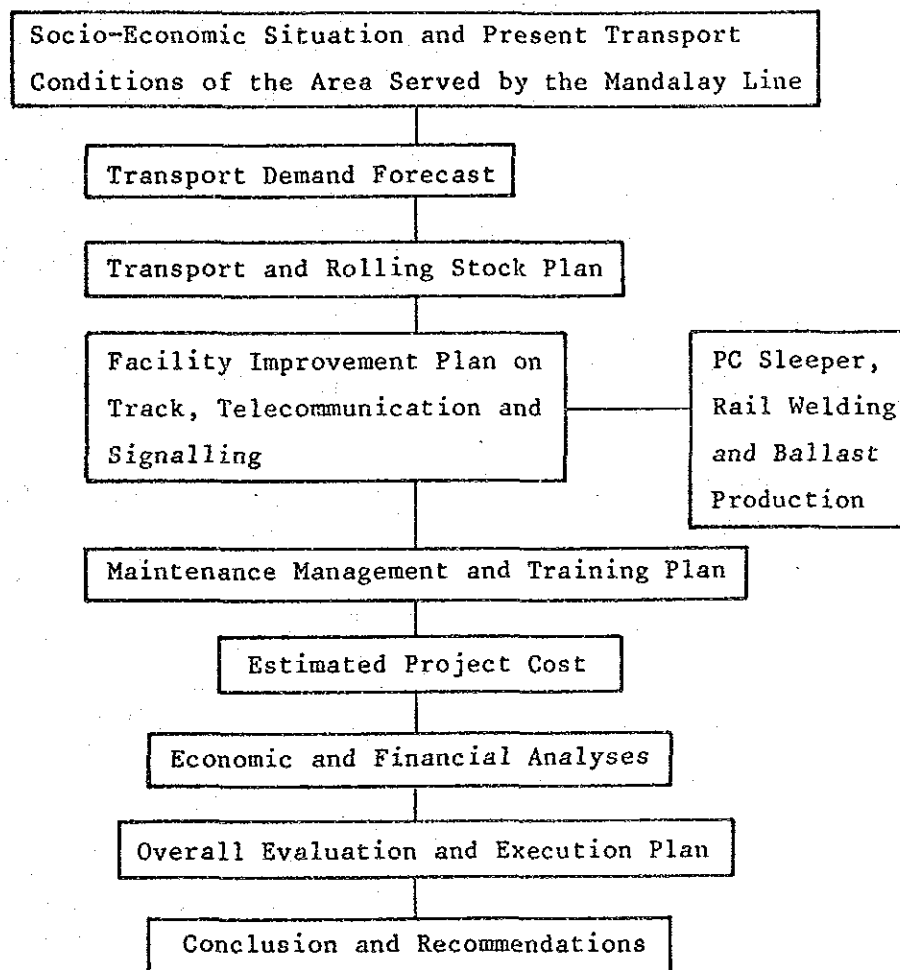 Socio-Economic Situation and Present Transport
Conditions of the Area Served by the Mandalay Line
Transport Demand Forecast
Transport and Rolling Stock Plan
Facility Improvement Plan on
Track, Telecommunication and
Signalling
PC Sleeper,
Rail Welding
and Ballast
Production
Maintenance Management and Training Plan
Estimated Project Cost
Economic and Financial Analyses
Overall Evaluation and Execution Plan
Conclusion and Recommendations